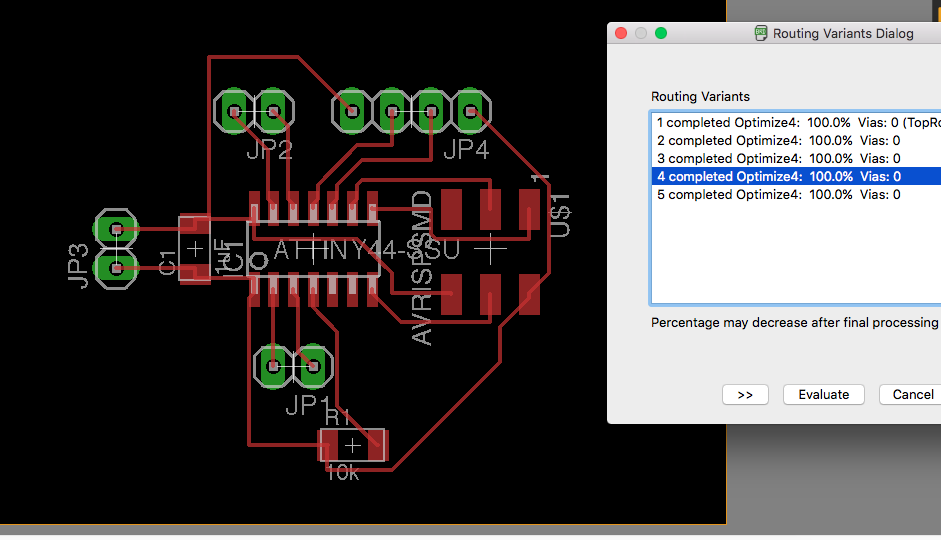 Routing Variants Dialog
Routing Variants
1 completed Optimize4: 100.0% Vias: 0 (TopRo
2 completed Optimize4: 100.0% Vias: 0
3 completed Optimize4: 100.0% Vias: 0
4 completed Optimize4: 100.0% Vias: 0
5 completed Optimize4: 100.0% Vias: 0
Percentage may decrease after final processing
>> Evaluate Cancel
JP2
JP4
1
U$1
JP3
C1
1uF
IC1
ATTINY44-SSU
AVRISPSMD
JP1
R1
10k